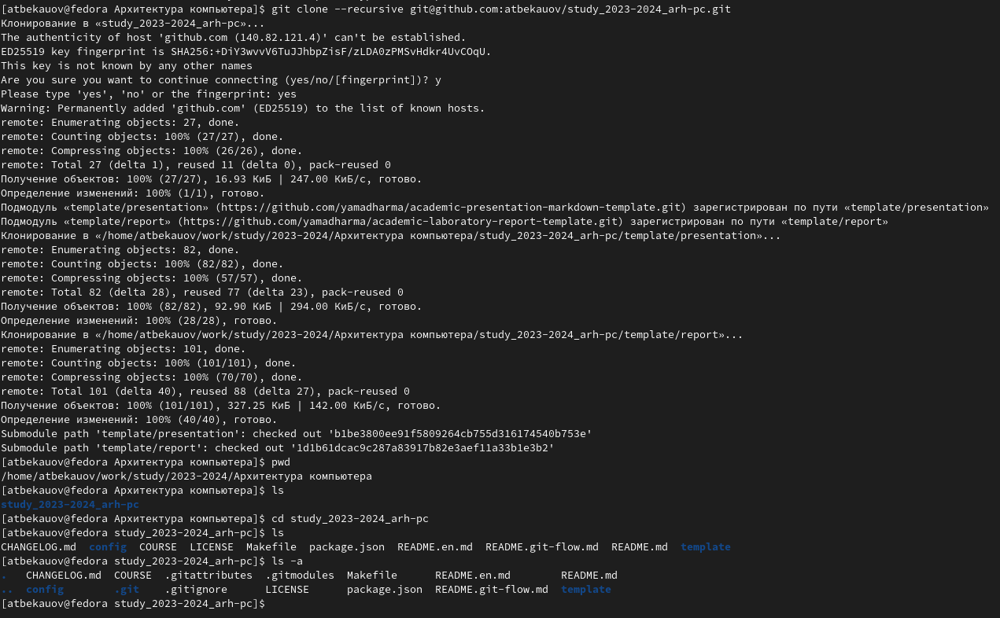 [atbekauov@fedora Архитектура компьютера]$ git clone --recursive git@github.com:atbekauov/study_2023-2024_arh-pc.git
Клонирование в «study_2023-2024_arh-pc»...
The authenticity of host 'github.com (140.82.121.4)' can't be established.
ED25519 key fingerprint is SHA256:+DiY3wvvV6TuJJhbpZisF/zLDA0zPMSvHdkr4UvCOqU.
This key is not known by any other names
Are you sure you want to continue connecting (yes/no/[fingerprint])? y
Please type 'yes', 'no' or the fingerprint: yes
Warning: Permanently added 'github.com' (ED25519) to the list of known hosts.
remote: Enumerating objects: 27, done.
remote: Counting objects: 100% (27/27), done.
remote: Compressing objects: 100% (26/26), done.
remote: Total 27 (delta 1), reused 11 (delta 0), pack-reused 0
Получение объектов: 100% (27/27), 16.93 КиБ | 247.00 КиБ/с, готово.
Определение изменений: 100% (1/1), готово.
Подмодуль «template/presentation» (https://github.com/yamadharma/academic-presentation-markdown-template.git) зарегистрирован по пути «template/presentation»
Подмодуль «template/report» (https://github.com/yamadharma/academic-laboratory-report-template.git) зарегистрирован по пути «template/report»
Клонирование в «/home/atbekauov/work/study/2023-2024/Архитектура компьютера/study_2023-2024_arh-pc/template/presentation»...
remote: Enumerating objects: 82, done.
remote: Counting objects: 100% (82/82), done.
remote: Compressing objects: 100% (57/57), done.
remote: Total 82 (delta 28), reused 77 (delta 23), pack-reused 0
Получение объектов: 100% (82/82), 92.90 КиБ | 294.00 КиБ/с, готово.
Определение изменений: 100% (28/28), готово.
Клонирование в «/home/atbekauov/work/study/2023-2024/Архитектура компьютера/study_2023-2024_arh-pc/template/report»...
remote: Enumerating objects: 101, done.
remote: Counting objects: 100% (101/101), done.
remote: Compressing objects: 100% (70/70), done.
remote: Total 101 (delta 40), reused 88 (delta 27), pack-reused 0
Получение объектов: 100% (101/101), 327.25 КиБ | 142.00 КиБ/с, готово.
Определение изменений: 100% (40/40), готово.
Submodule path 'template/presentation': checked out 'b1be3800ee91f5809264cb755d316174540b753e'
Submodule path 'template/report': checked out '1d1b61dcac9c287a83917b82e3aef11a33b1e3b2'
[atbekauov@fedora Архитектура компьютера]$ pwd
/home/atbekauov/work/study/2023-2024/Архитектура компьютера
[atbekauov@fedora Архитектура компьютера]$ ls
study_2023-2024_arh-pc
[atbekauov@fedora Архитектура компьютера]$ cd study_2023-2024_arh-pc
[atbekauov@fedora study_2023-2024_arh-pc]$ ls
CHANGELOG.md  config  COURSE  LICENSE  Makefile  package.json  README.en.md  README.git-flow.md  README.md  template
[atbekauov@fedora study_2023-2024_arh-pc]$ ls -a
.   CHANGELOG.md  COURSE  .gitattributes  .gitmodules  Makefile      README.en.md        README.md
..  config        .git    .gitignore      LICENSE      package.json  README.git-flow.md  template
[atbekauov@fedora study_2023-2024_arh-pc]$